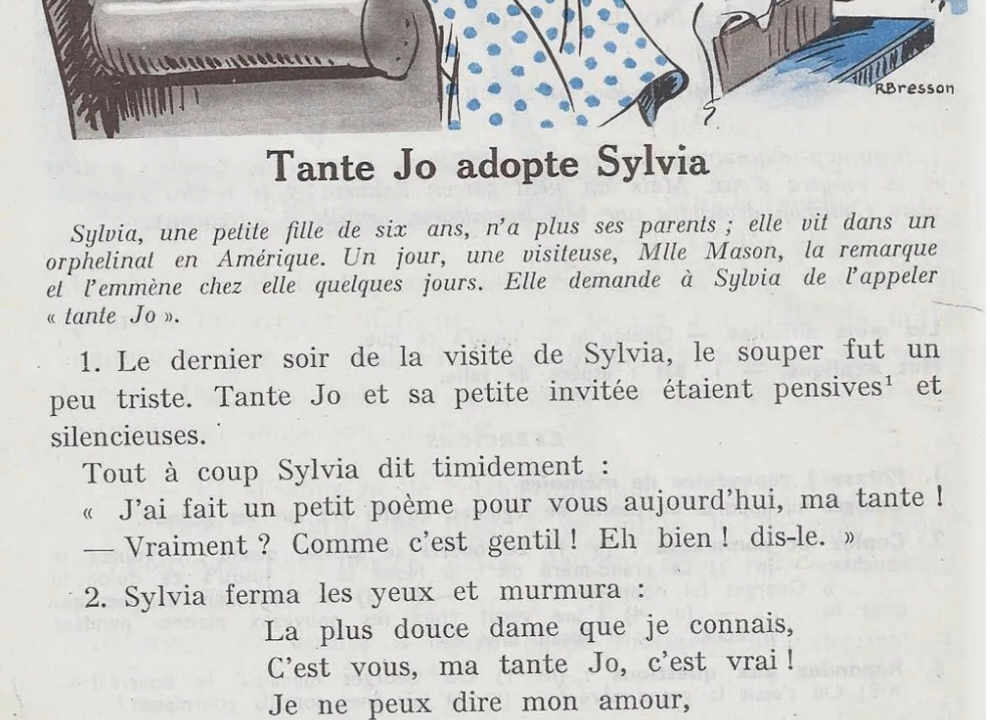 RBresson
Tante Jo adopte Sylvia
Sylvia, une petite fille de six ans, n'a plus ses parents ; elle vit dans un
orphelinat en Amérique. Un jour, une visiteuse, Mlle Mason, la remarque
et l'emmène chez elle quelques jours. Elle demande à Sylvia de l'appeler
« tante Jo ».
1. Le dernier soir de la visite de Sylvia, le souper fut un
peu triste. Tante Jo et sa petite invitée étaient pensives¹ et
silencieuses.
Tout à coup Sylvia dit timidement :
« J'ai fait un petit poème pour vous aujourd'hui, ma tante !
— Vraiment ? Comme c'est gentil ! Eh bien ! dis-le. »
2. Sylvia ferma les yeux et murmura :
La plus douce dame que je connais,
C'est vous, ma tante Jo, c'est vrai !
Je ne peux dire mon amour,